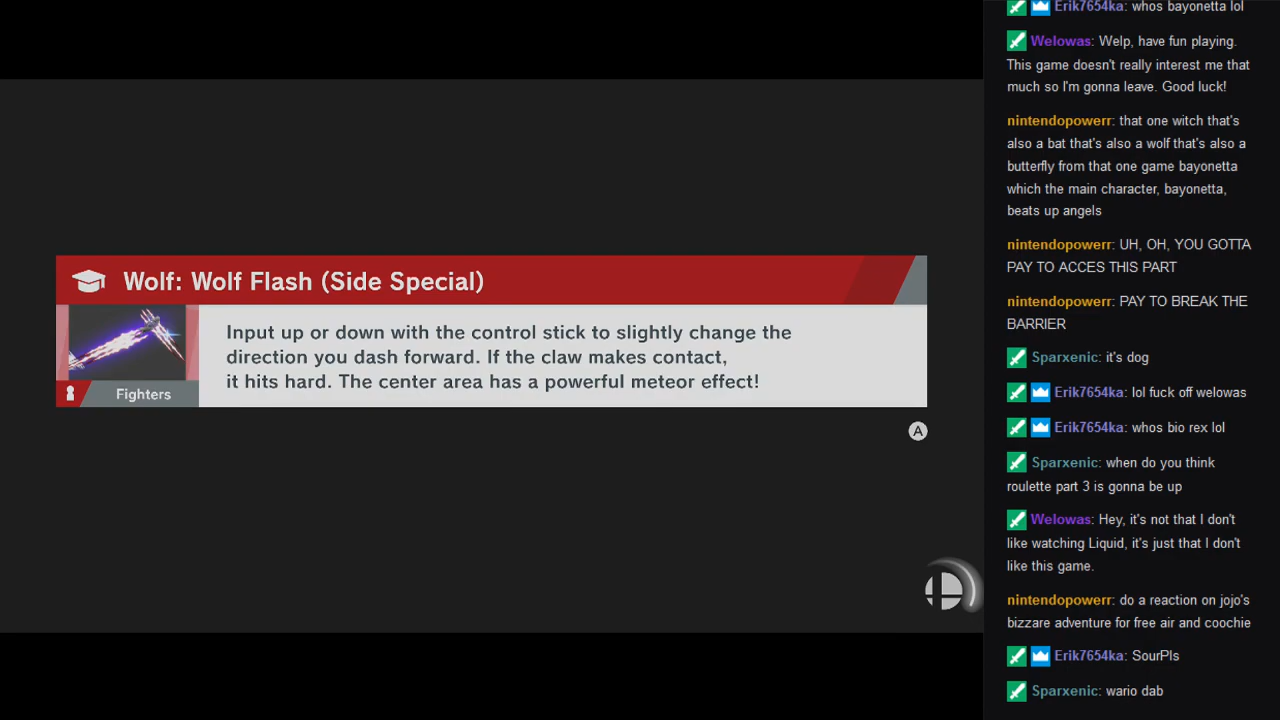 Wolf: Wolf Flash (Side Special)
Input up or down with the control stick to slightly change the
direction you dash forward. If the claw makes contact,
it hits hard. The center area has a powerful meteor effect!
Fighters
A
Erik7654ka: whos bayonetta lol
Welowas: Welp, have fun playing.
This game doesn't really interest me that
much so I'm gonna leave. Good luck!
nintendopowerr: that one witch that's
also a bat that's also a wolf that's also a
butterfly from that one game bayonetta
which the main character, bayonetta,
beats up angels
nintendopowerr: UH, OH, YOU GOTTA
PAY TO ACCES THIS PART
nintendopowerr: PAY TO BREAK THE
BARRIER
Sparxenic: it's dog
Erik7654ka: lol fuck off welowas
Erik7654ka: whos bio rex lol
Sparxenic: when do you think
roulette part 3 is gonna be up
Welowas: Hey, it's not that I don't
like watching Liquid, it's just that I don't
like this game.
nintendopowerr: do a reaction on jojo's
bizzare adventure for free air and coochie
Erik7654ka: SourPls
Sparxenic: wario dab